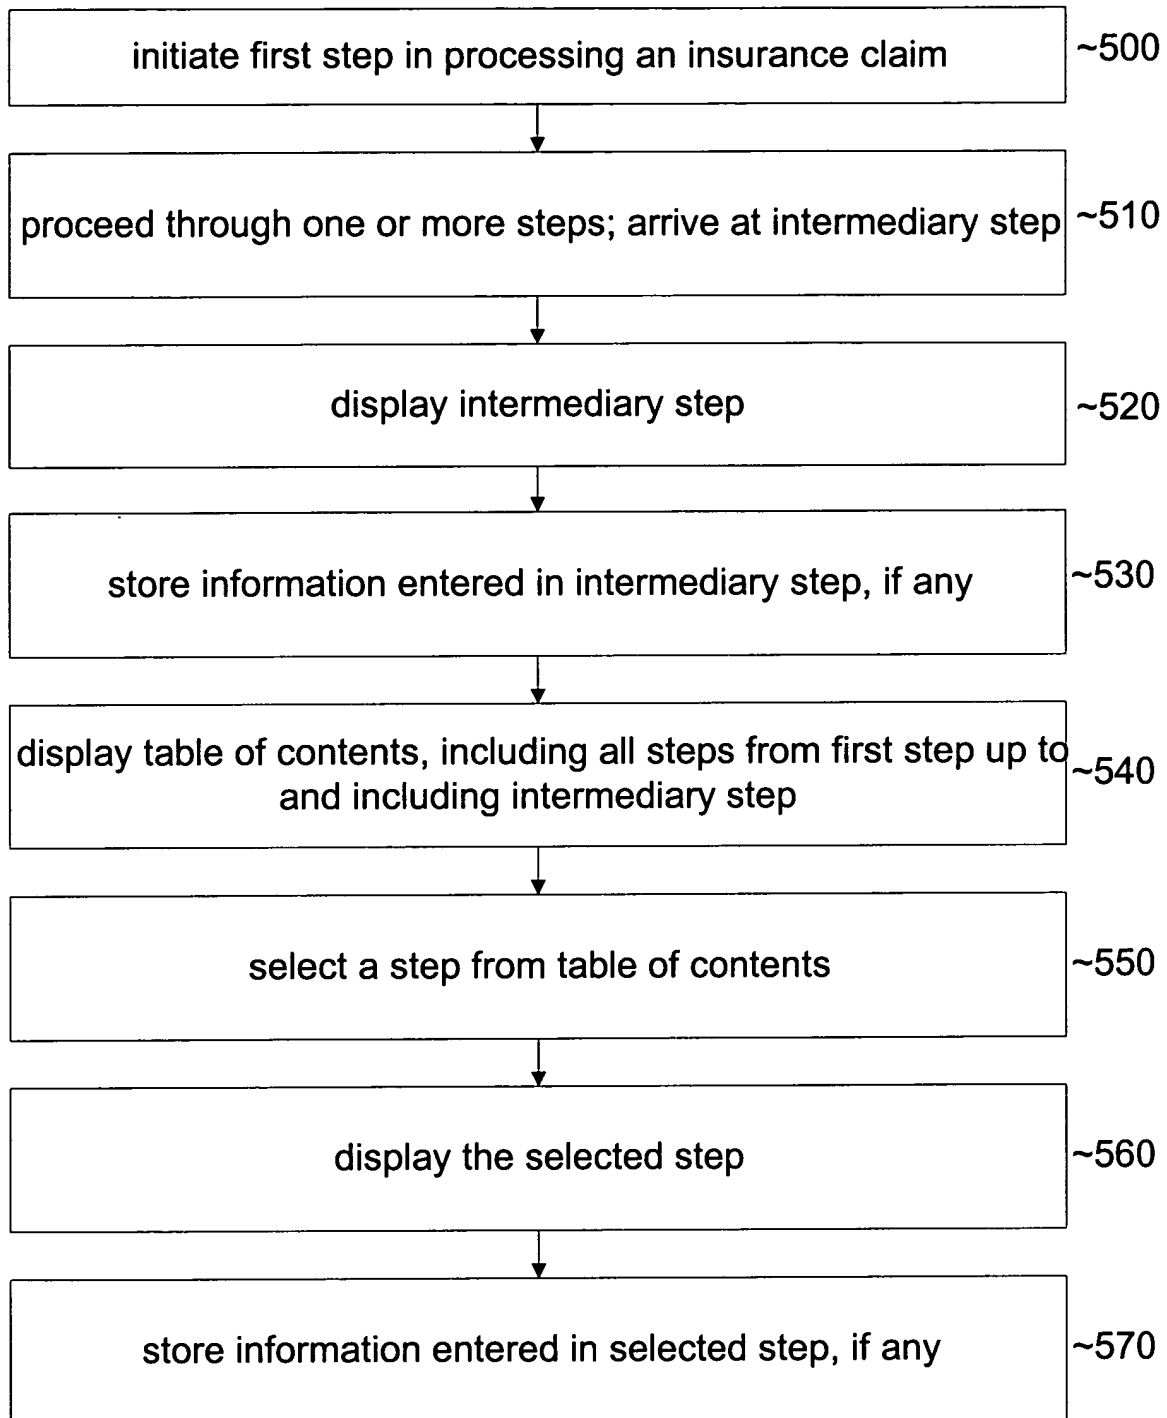 initiate first step in processing an insurance claim ~500
proceed through one or more steps; arrive at intermediary step ~510
display intermediary step ~520
store information entered in intermediary step, if any ~530
display table of contents, including all steps from first step up to ~540
and including intermediary step
select a step from table of contents ~550
display the selected step ~560
store information entered in selected step, if any ~570